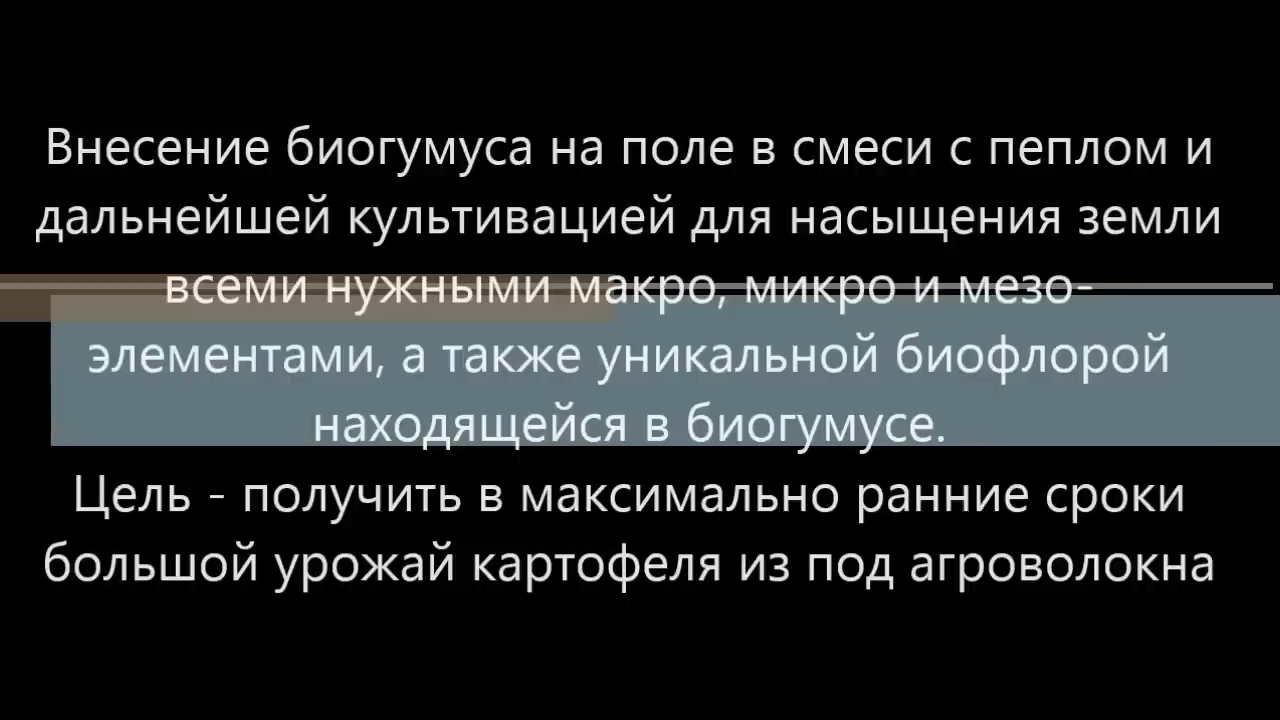 Внесение биогумуса на поле в смеси с пеплом и
дальнейшей культивацией для насыщения земли
всеми нужными макро, микро и мезо-
элементами, а также уникальной биофлорой
находящейся в биогумусе.
Цель - получить в максимально ранние сроки
большой урожай картофеля из под агроволокна